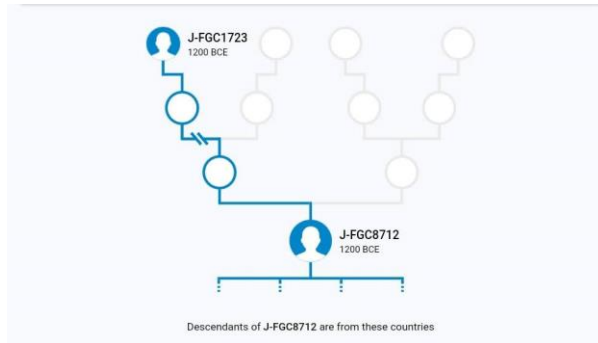 J-FGC1723
1200 BCE
J-FGC8712
1200 BCE
Descendants of J-FGC8712 are from these countries